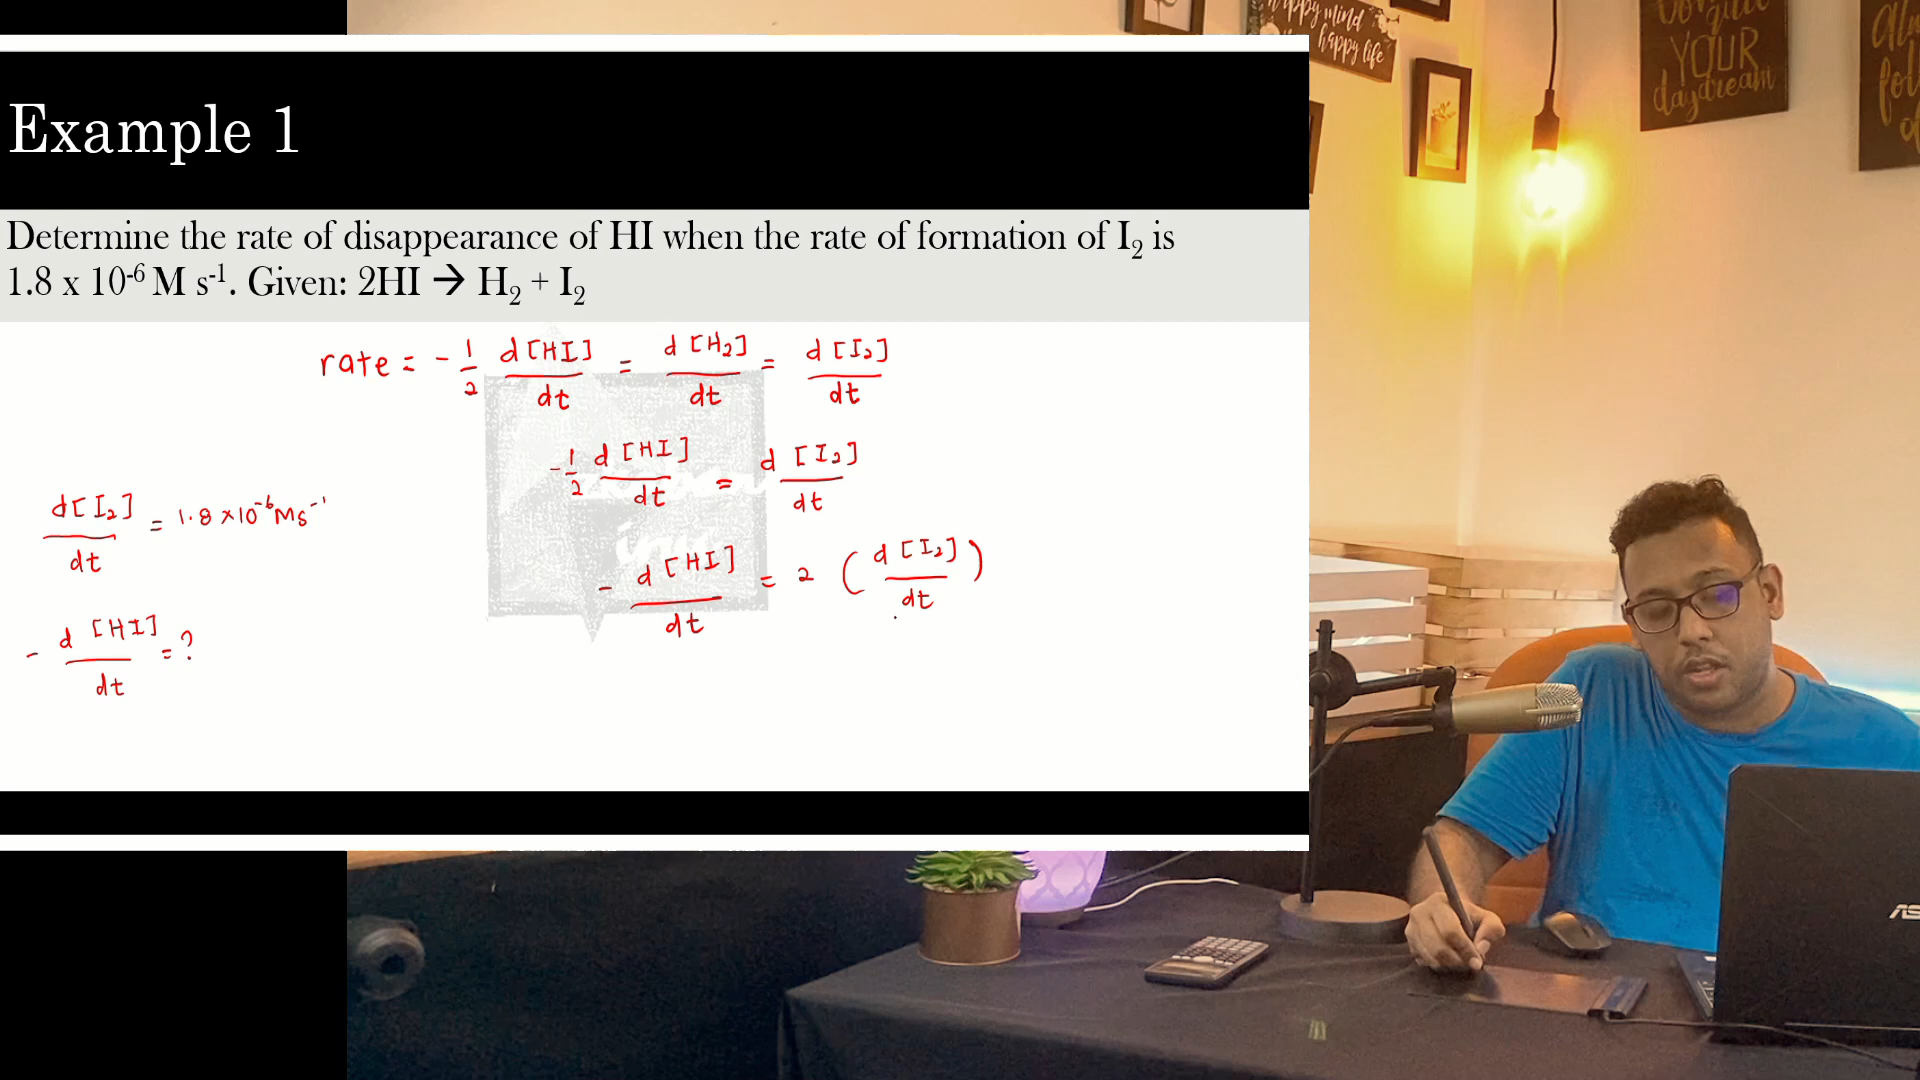 happy mind
happy life
YOUR
daydream
Example 1
Determine the rate of disappearance of HI when the rate of formation of I₂ is
1.8 x 10⁻⁶ M s⁻¹. Given: 2HI → H₂ + I₂
rate = - 1/2 d[HI]/dt = d[H₂]/dt = d[I₂]/dt
-1/2 d[HI]/dt = d[I₂]/dt
d[I₂]/dt = 1.8 x 10⁻⁶ Ms⁻¹
- d[HI]/dt = 2 (d[I₂]/dt)
- d[HI]/dt = ?